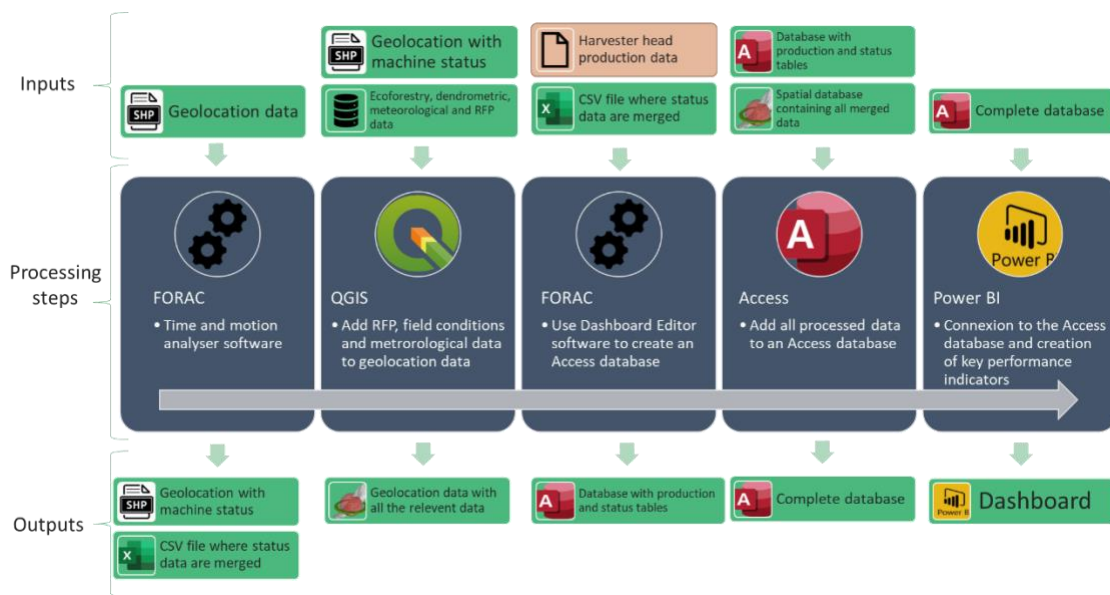 Inputs
SHP
Geolocation data
SHP
Geolocation with
machine status
Ecoforestry, dendrometric,
meteorological and RFP
data
Harvester head
production data
X
CSV file where status
data are merged
A
Database with
production and status
tables
Spatial database
containing all merged
data
A
Complete database
Processing
steps
FORAC
• Time and motion
analyser software
QGIS
• Add RFP, field conditions
and metrorological data
to geolocation data
FORAC
• Use Dashboard Editor
software to create an
Access database
A
Access
• Add all processed data
to an Access database
Power B
Power BI
• Connexion to the Access
database and creation
of key performance
indicators
Outputs
SHP
Geolocation with
machine status
X
CSV file where status
data are merged
Geolocation data with
all the relevent data
A
Database with production
and status tables
A
Complete database
Power B
Dashboard